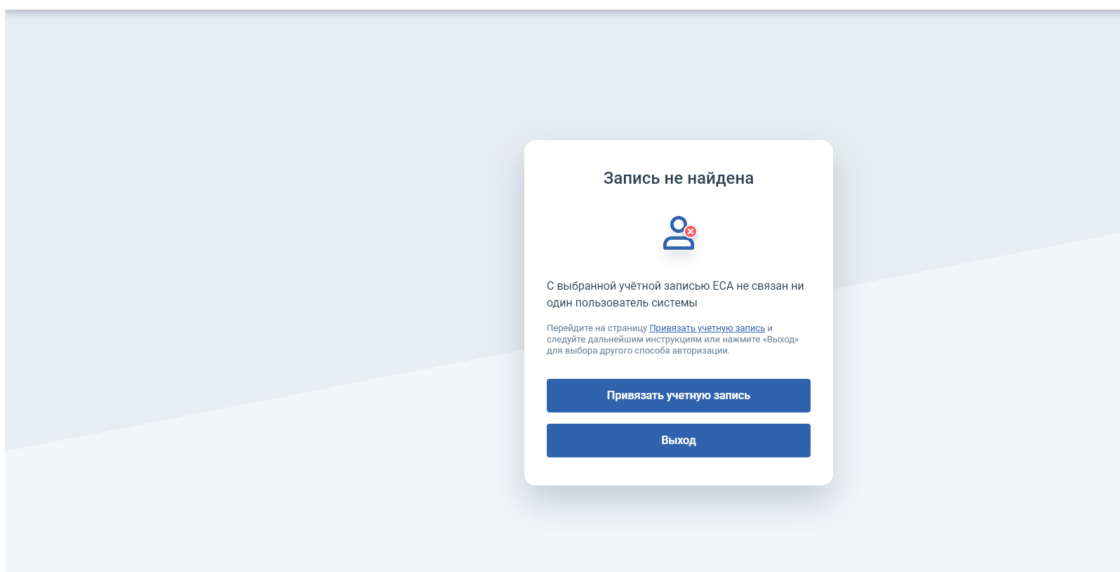 Запись не найдена
С выбранной учётной записью ЕСА не связан ни
один пользователь системы
Перейдите на страницу Привязать учетную запись и
следуйте дальнейшим инструкциям или нажмите «Выход»
для выбора другого способа авторизации.
Привязать учетную запись
Выход